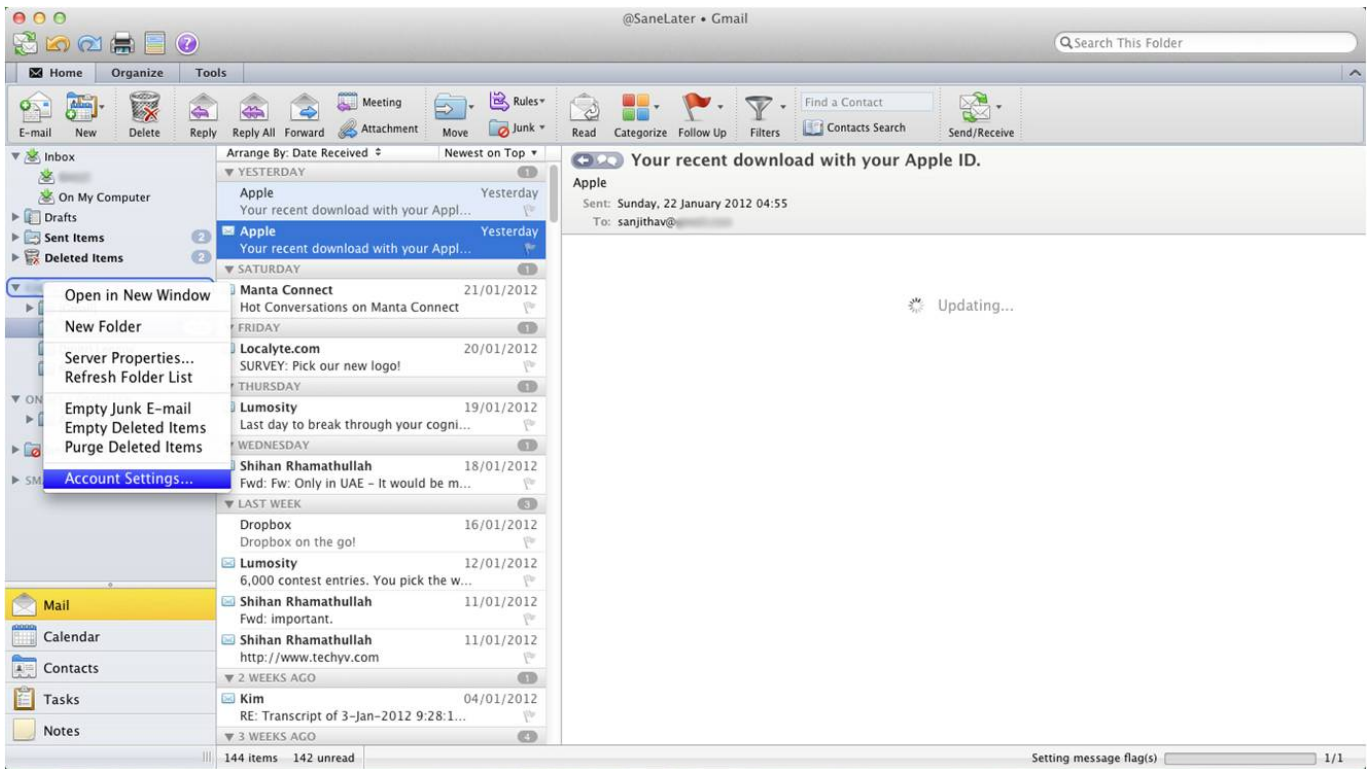 @SaneLater • Gmail
Search This Folder
Home Organize Tools
E-mail New Delete Reply Reply All Forward Meeting Attachment Move Rules Junk Read Categorize Follow Up Filters Find a Contact Contacts Search Send/Receive
Inbox
On My Computer
Drafts
Sent Items 2
Deleted Items 2
Open in New Window
New Folder
Server Properties...
Refresh Folder List
Empty Junk E-mail
Empty Deleted Items
Purge Deleted Items
Account Settings...
ON
SM
Mail
Calendar
Contacts
Tasks
Notes
Arrange By: Date Received Newest on Top
YESTERDAY 1
Apple Yesterday
Your recent download with your Appl...
Apple Yesterday
Your recent download with your Appl...
SATURDAY 1
Manta Connect 21/01/2012
Hot Conversations on Manta Connect
FRIDAY 1
Localyte.com 20/01/2012
SURVEY: Pick our new logo!
THURSDAY 1
Lumosity 19/01/2012
Last day to break through your cogni...
WEDNESDAY 1
Shihan Rhamathullah 18/01/2012
Fwd: Fw: Only in UAE – It would be m...
LAST WEEK 3
Dropbox 16/01/2012
Dropbox on the go!
Lumosity 12/01/2012
6,000 contest entries. You pick the w...
Shihan Rhamathullah 11/01/2012
Fwd: important.
Shihan Rhamathullah 11/01/2012
http://www.techyv.com
2 WEEKS AGO 1
Kim 04/01/2012
RE: Transcript of 3-Jan-2012 9:28:1...
3 WEEKS AGO 4
Your recent download with your Apple ID.
Apple
Sent: Sunday, 22 January 2012 04:55
To: sanjithav@
Updating...
144 items 142 unread
Setting message flag(s) 1/1